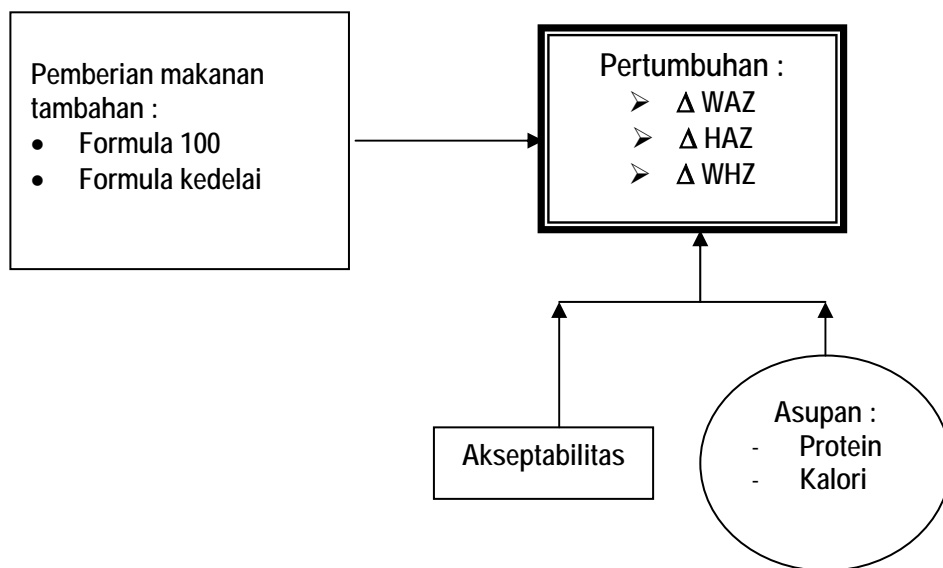 Pemberian makanan
tambahan :
• Formula 100
• Formula kedelai
Pertumbuhan :
➢ Δ WAZ
➢ Δ HAZ
➢ Δ WHZ
Akseptabilitas
Asupan :
- Protein
- Kalori